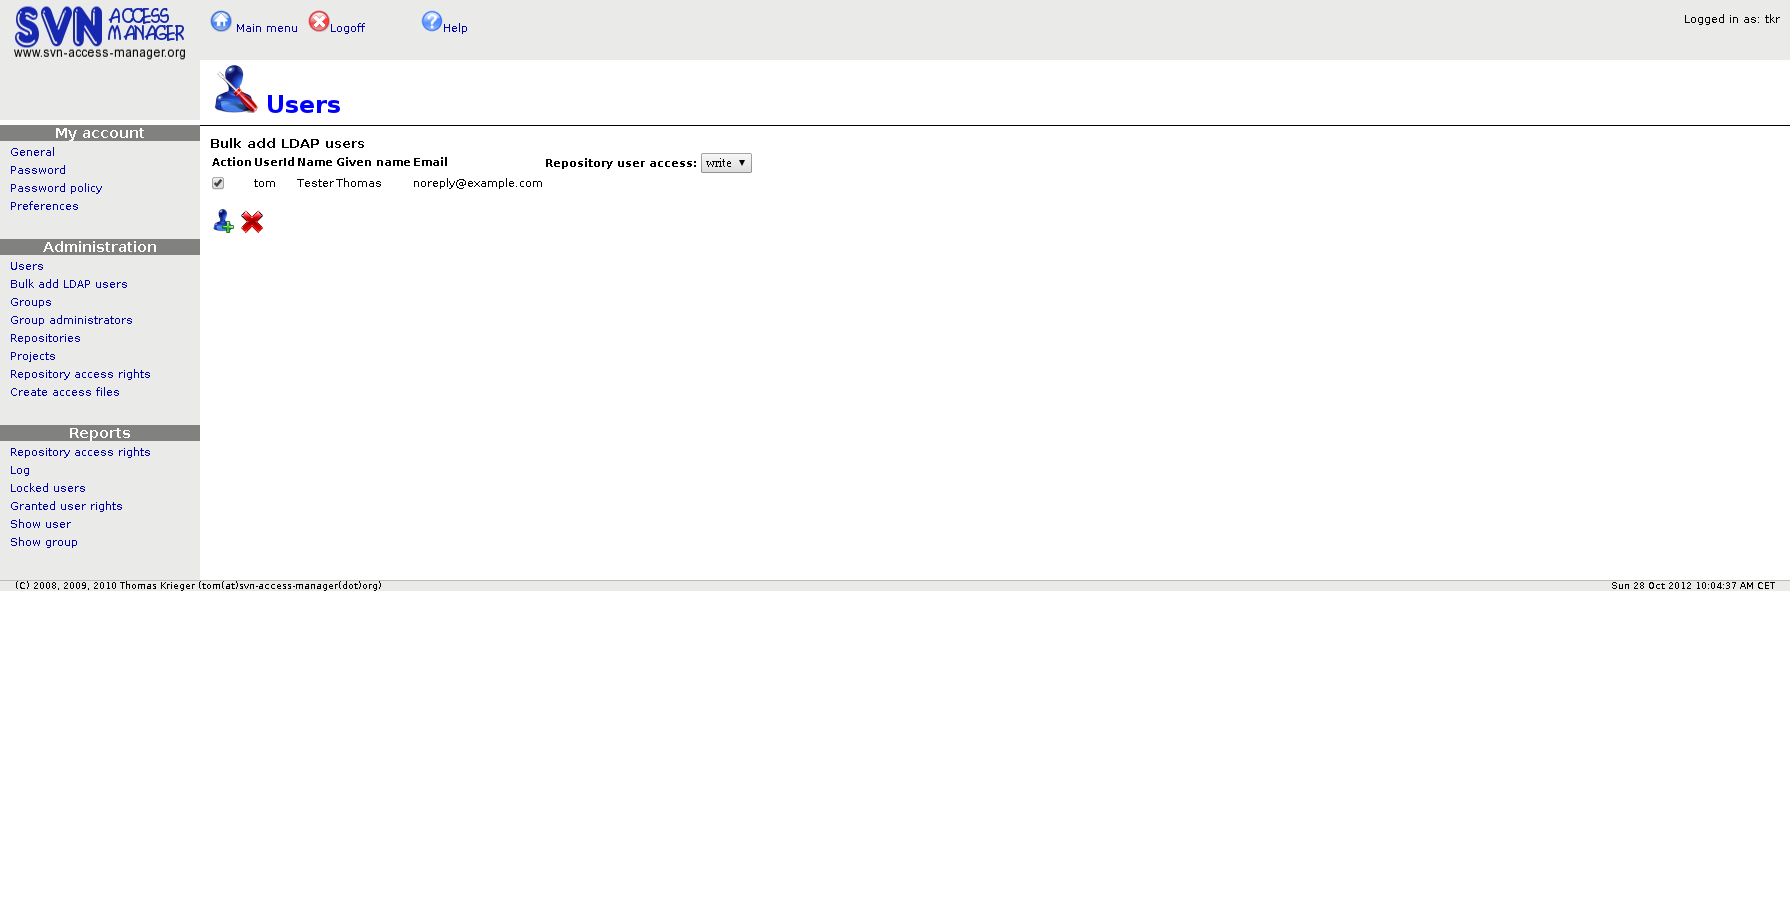 SVN ACCESS MANAGER
www.svn-access-manager.org
Main menu Logoff Help
Logged in as: tkr
Users
My account
General
Password
Password policy
Preferences
Administration
Users
Bulk add LDAP users
Groups
Group administrators
Repositories
Projects
Repository access rights
Create access files
Reports
Repository access rights
Log
Locked users
Granted user rights
Show user
Show group
Bulk add LDAP users
Action UserId Name Given name Email Repository user access: write
tom Tester Thomas noreply@example.com
(C) 2008, 2009, 2010 Thomas Krieger (tom(at)svn-access-manager(dot)org)
Sun 28 Oct 2012 10:04:37 AM CET